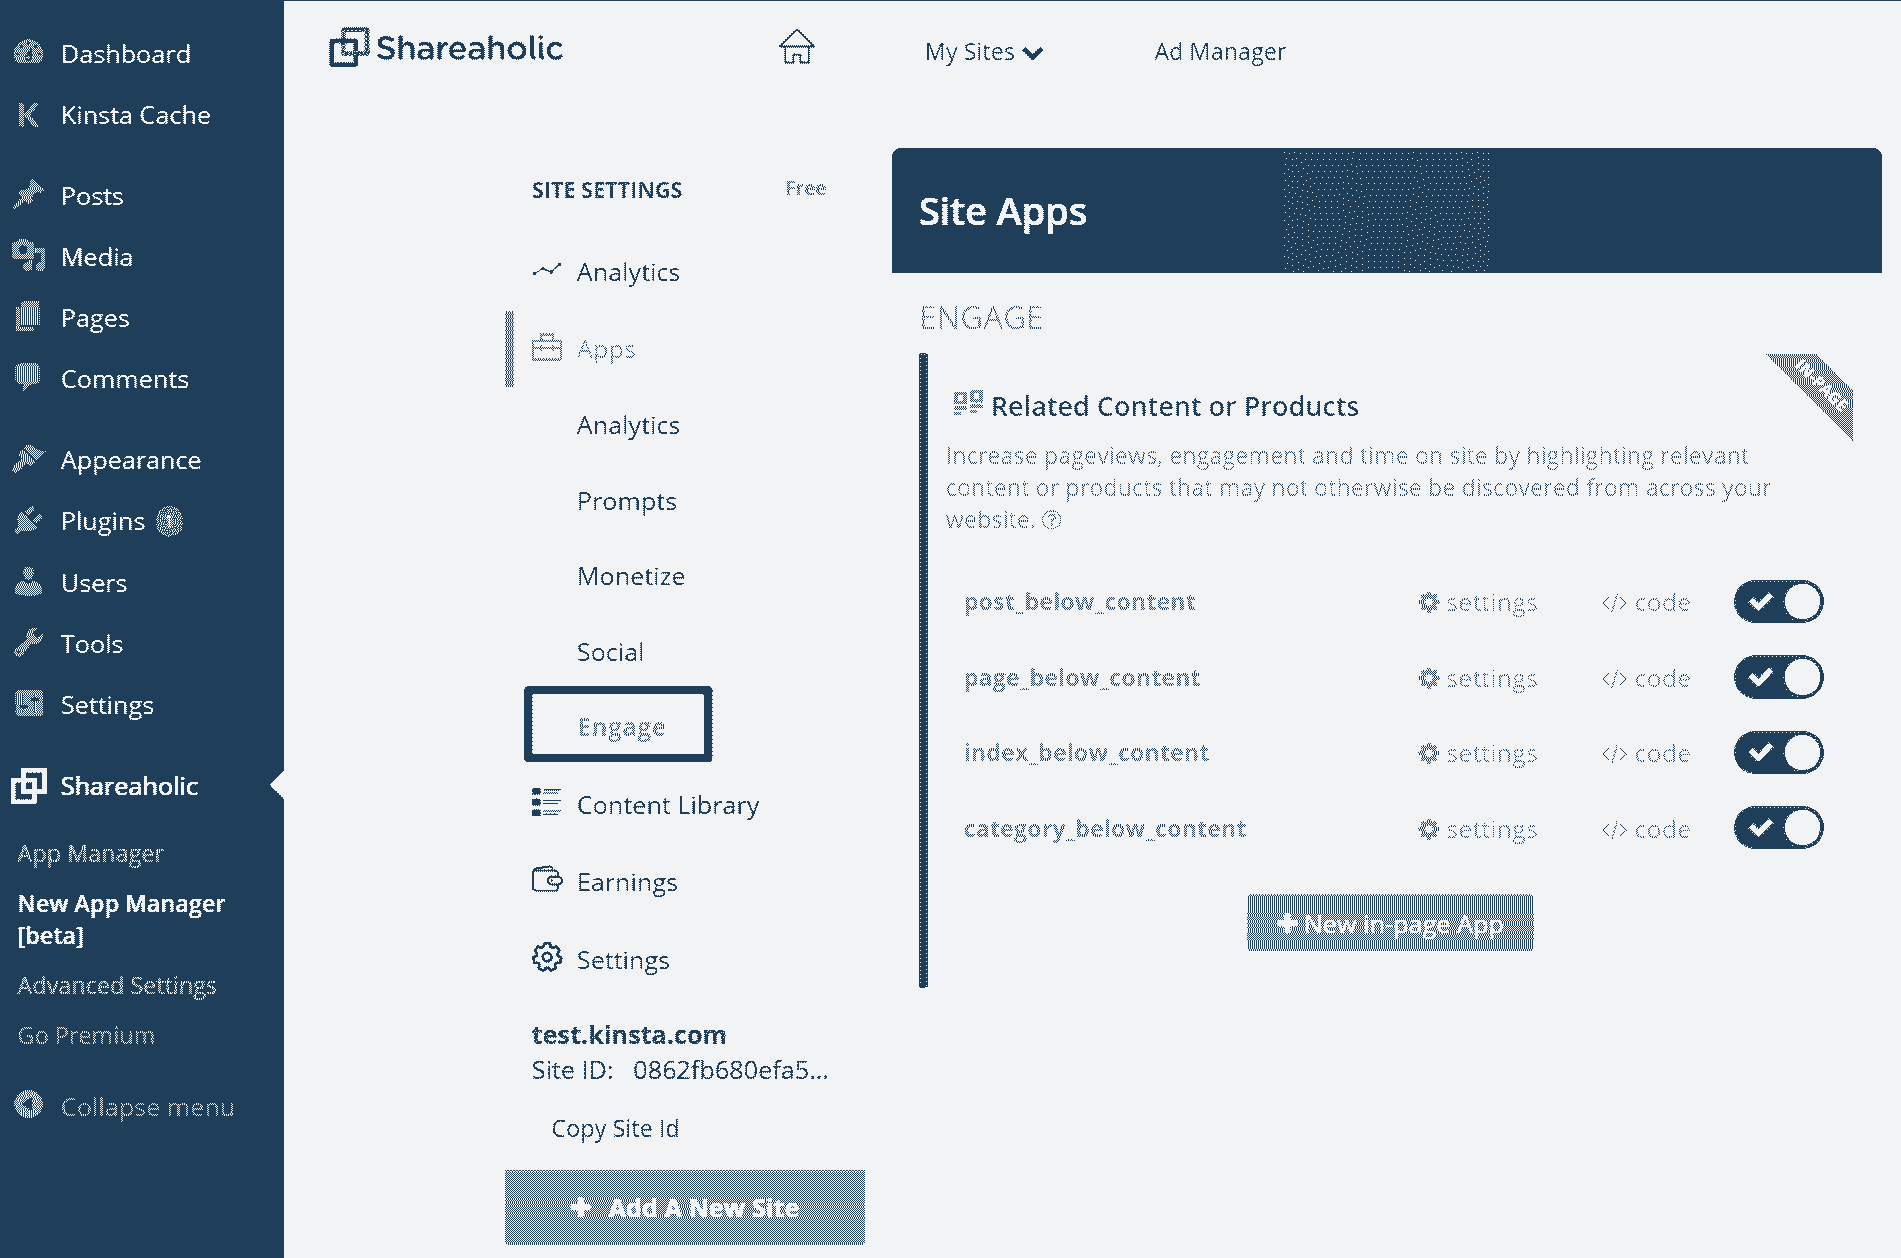 Dashboard
Kinsta Cache
Posts
Media
Pages
Comments
Appearance
Plugins
Users
Tools
Settings
Shareaholic
App Manager
New App Manager
[beta]
Advanced Settings
Go Premium
Collapse menu
Shareaholic
My Sites
Ad Manager
SITE SETTINGS Free
Analytics
Apps
Analytics
Prompts
Monetize
Social
Engage
Content Library
Earnings
Settings
test.kinsta.com
Site ID: 0862fb680efa5...
Copy Site Id
+ Add A New Site
Site Apps
ENGAGE
IN-PAGE
Related Content or Products
Increase pageviews, engagement and time on site by highlighting relevant
content or products that may not otherwise be discovered from across your
website. ?
post_below_content settings </> code
page_below_content settings </> code
index_below_content settings </> code
category_below_content settings </> code
+ New in-page App